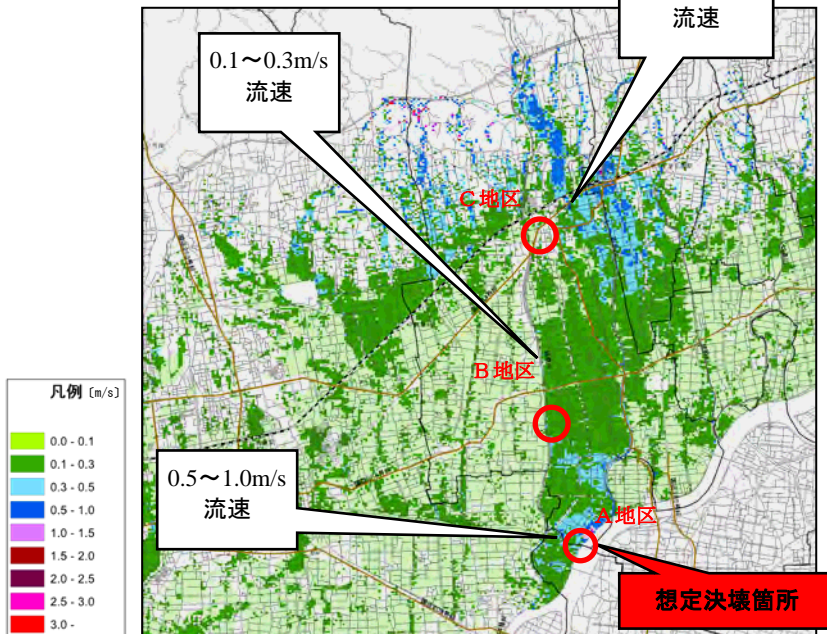 流速
0.1～0.3m/s
流速
C地区
B地区
凡例 [m/s]
0.0 - 0.1
0.1 - 0.3
0.3 - 0.5
0.5 - 1.0
1.0 - 1.5
1.5 - 2.0
2.0 - 2.5
2.5 - 3.0
3.0 -
0.5～1.0m/s
流速
A地区
想定決壊箇所